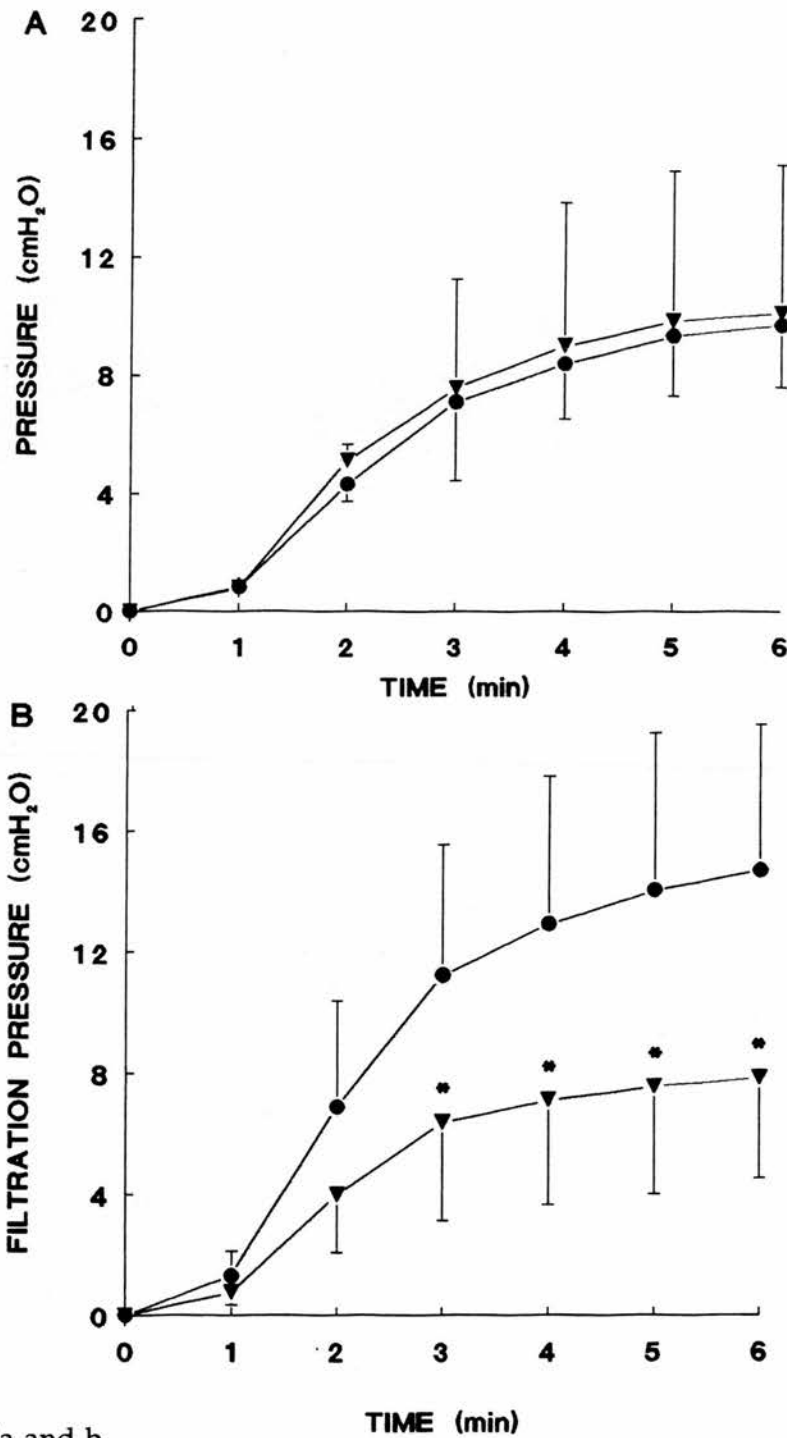 A
PRESSURE (cmH₂O)
20
16
12
8
4
0
0 1 2 3 4 5 6
TIME (min)
B
FILTRATION PRESSURE (cmH₂O)
20
16
12
8
4
0
* * * *
0 1 2 3 4 5 6
TIME (min)
a and b